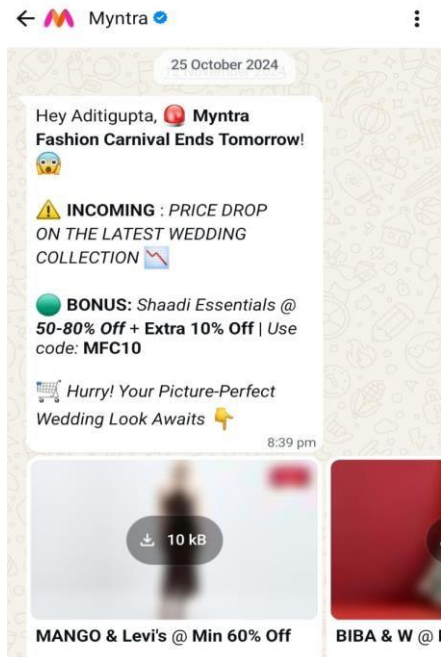 Myntra
25 October 2024
Hey Aditigupta, 🚨 Myntra
Fashion Carnival Ends Tomorrow!
😱
⚠️ INCOMING : PRICE DROP
ON THE LATEST WEDDING
COLLECTION 📉
🟢 BONUS: Shaadi Essentials @
50-80% Off + Extra 10% Off | Use
code: MFC10
🛒 Hurry! Your Picture-Perfect
Wedding Look Awaits 👇
8:39 pm
10 kB
MANGO & Levi's @ Min 60% Off
BIBA & W @